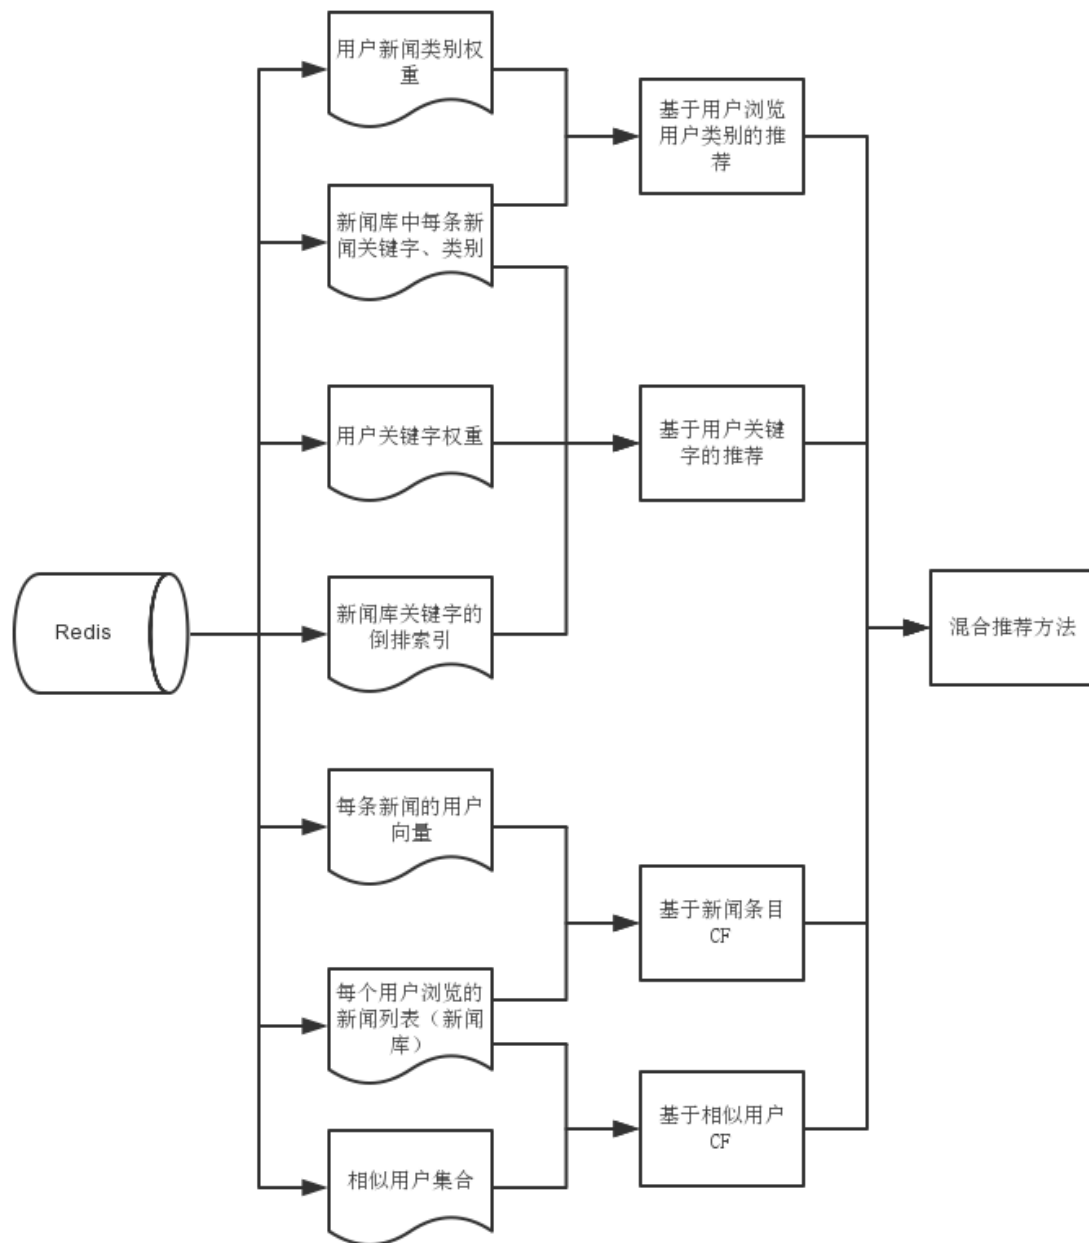 用户新闻类别权
重
基于用户浏览
用户类别的推
荐
新闻库中每条新
闻关键字、类别
用户关键字权重
基于用户关键
字的推荐
新闻库关键字的
倒排索引
Redis
混合推荐方法
每条新闻的用户
向量
基于新闻条目
CF
每个用户浏览的
新闻列表（新闻
库）
基于相似用户
CF
相似用户集合